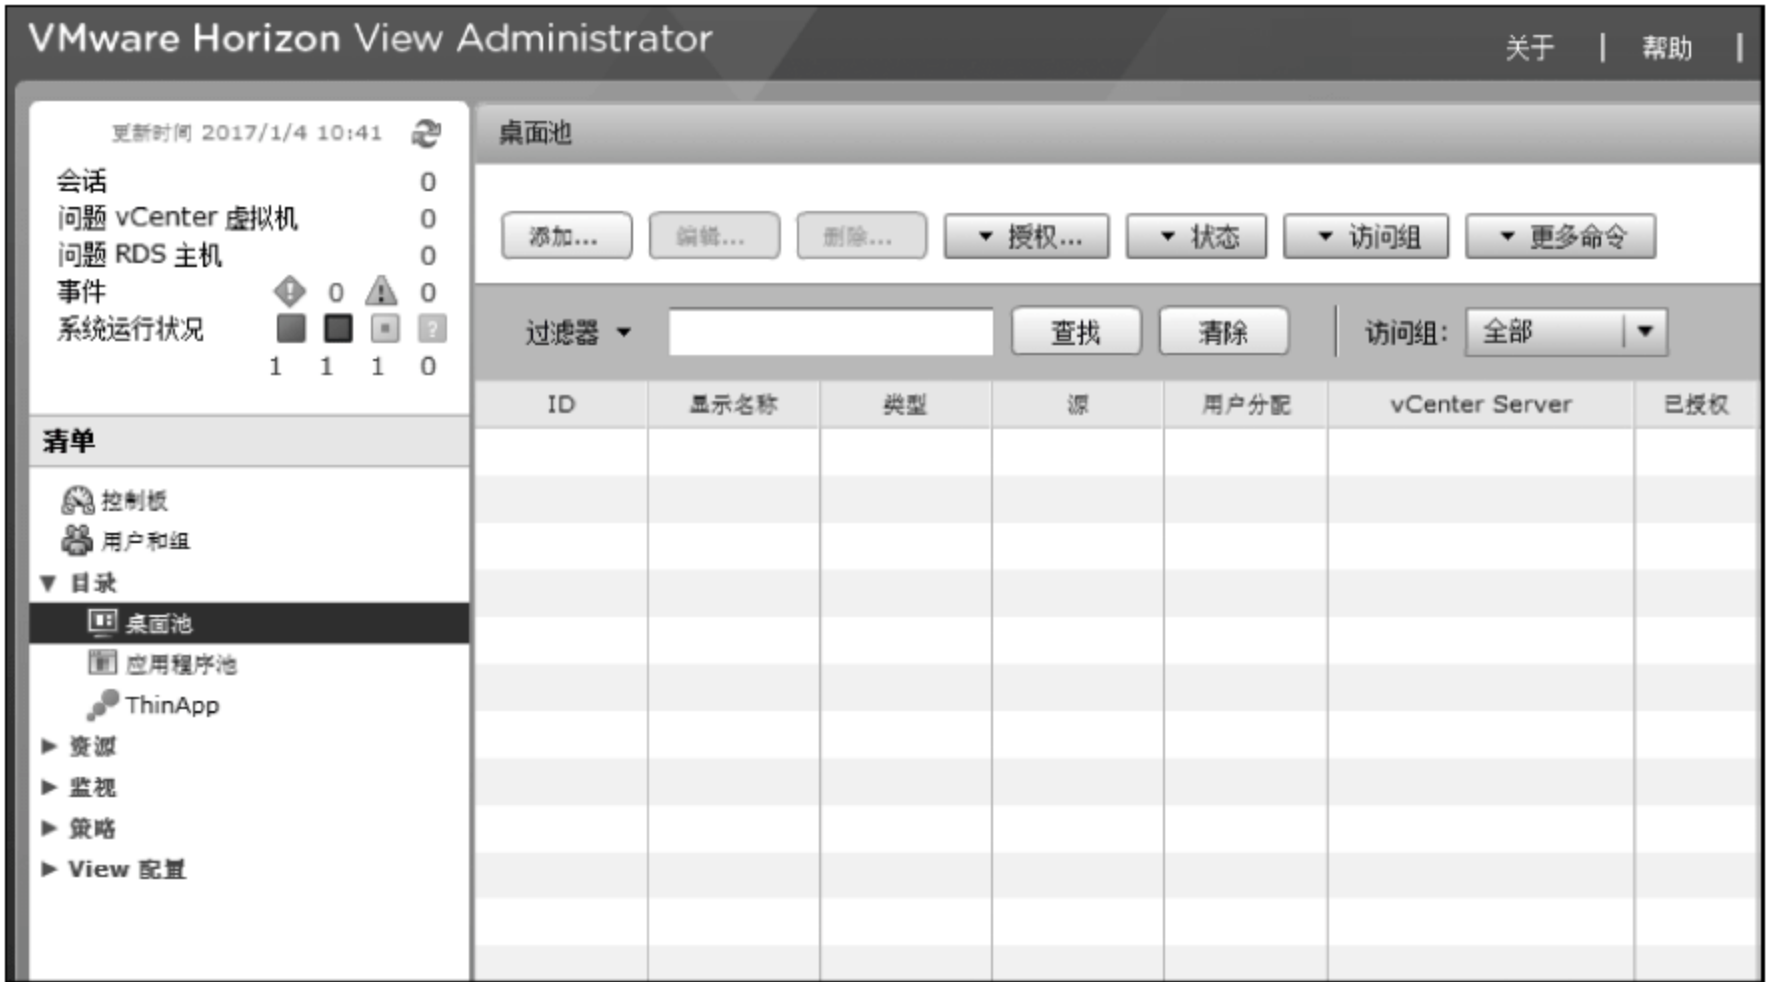 VMware Horizon View Administrator
关于 | 帮助 |
更新时间 2017/1/4 10:41
会话 0
问题 vCenter 虚拟机 0
问题 RDS 主机 0
事件 0 0
系统运行状况
1 1 1 0
清单
控制板
用户和组
▼ 目录
桌面池
应用程序池
ThinApp
▶ 资源
▶ 监视
▶ 策略
▶ View 配置
桌面池
添加... 编辑... 删除... ▼ 授权... ▼ 状态 ▼ 访问组 ▼ 更多命令
过滤器 ▼ 查找 清除 访问组: 全部 ▼
ID 显示名称 类型 源 用户分配 vCenter Server 已授权